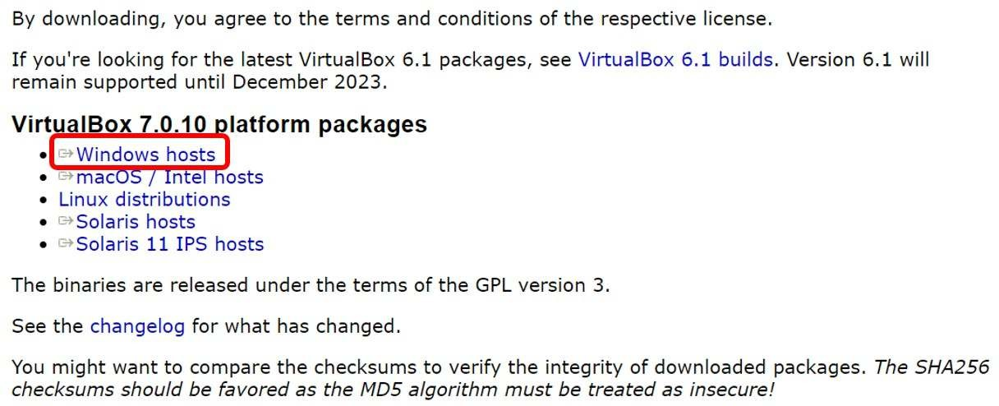 By downloading, you agree to the terms and conditions of the respective license.
If you're looking for the latest VirtualBox 6.1 packages, see VirtualBox 6.1 builds. Version 6.1 will
remain supported until December 2023.
VirtualBox 7.0.10 platform packages
Windows hosts
macOS / Intel hosts
Linux distributions
Solaris hosts
Solaris 11 IPS hosts
The binaries are released under the terms of the GPL version 3.
See the changelog for what has changed.
You might want to compare the checksums to verify the integrity of downloaded packages. The SHA256
checksums should be favored as the MD5 algorithm must be treated as insecure!